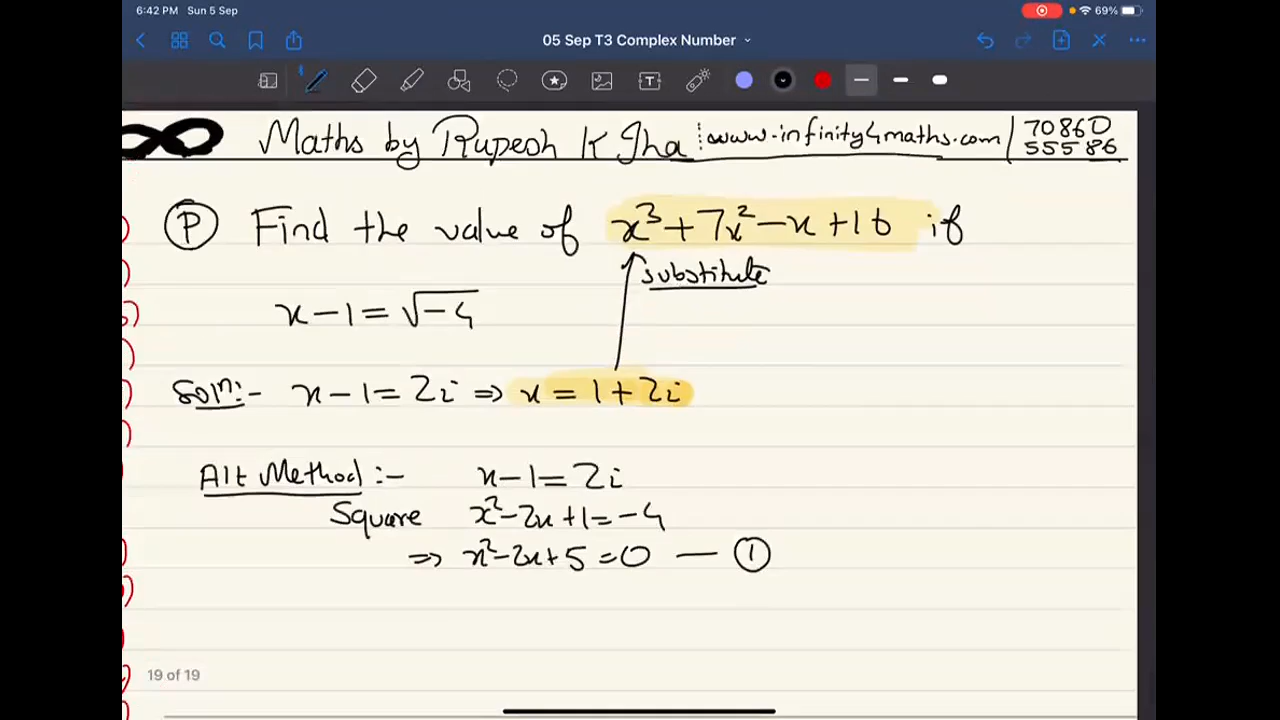 6:42 PM Sun 5 Sep
69%
05 Sep T3 Complex Number
T
Maths by Rupesh K Jha www.infinity4maths.com 70860
55586
P Find the value of x³+7x²-x+16 if
substitute
x-1=√-4
Soln:- x-1=2i ⇒ x=1+2i
Alt Method:- x-1=2i
Square x²-2x+1=-4
⇒ x²-2x+5=0 — ①
19 of 19